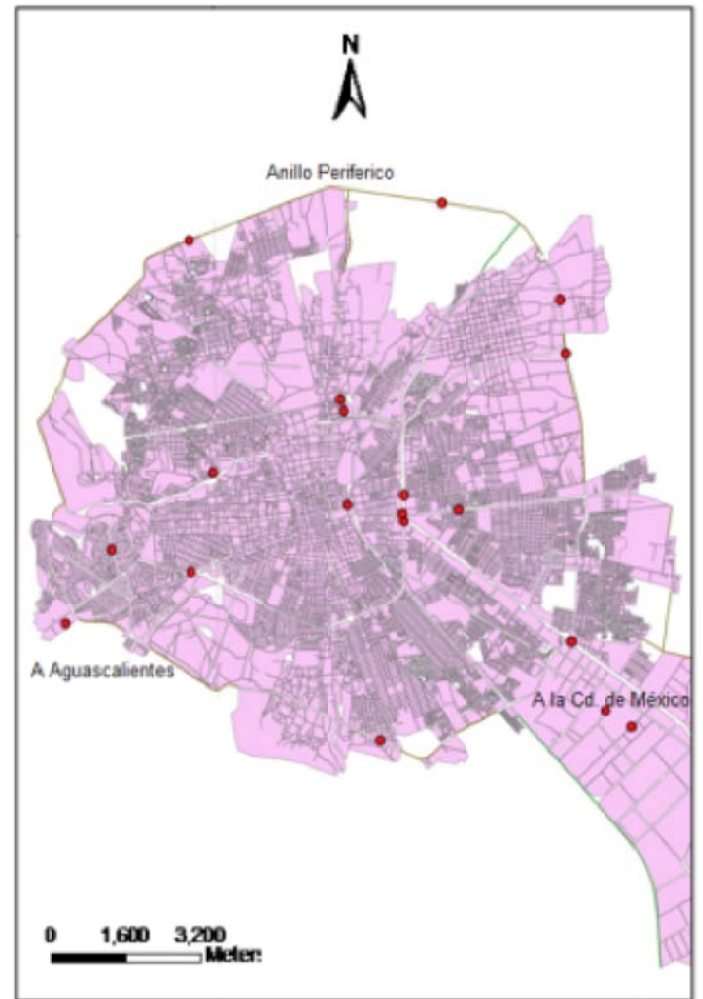 N
Anillo Periferico
A Aguascalientes
A la Cd. de México
0 1,600 3,200
Meter: